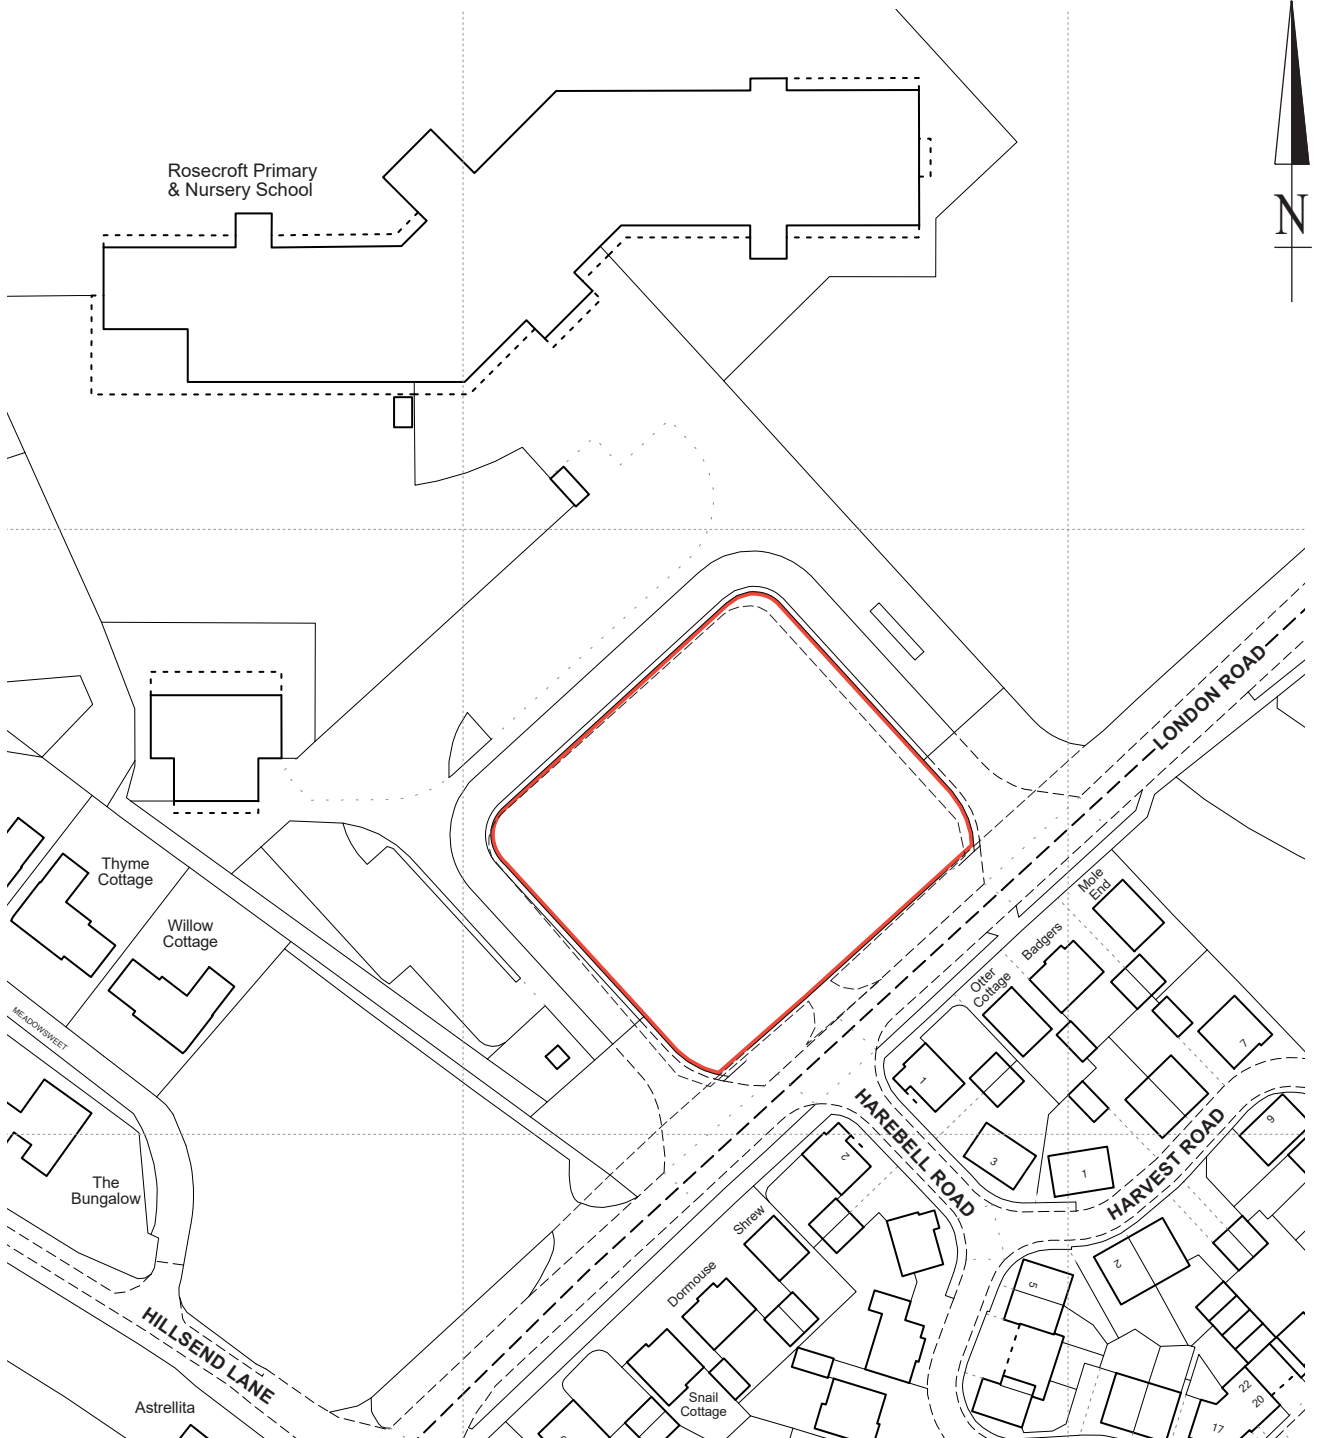 Rosecroft Primary
& Nursery School
N
LONDON ROAD
Thyme
Cottage
Willow
Cottage
Mole
End
Badgers
Otter
Cottage
MEADOWSWEET
7
1
HAREBELL ROAD
9
2
3
1
HARVEST ROAD
The
Bungalow
Shrew
Dormouse
2
5
HILLSEND LANE
Snail
Cottage
Astrellita
22
20
17